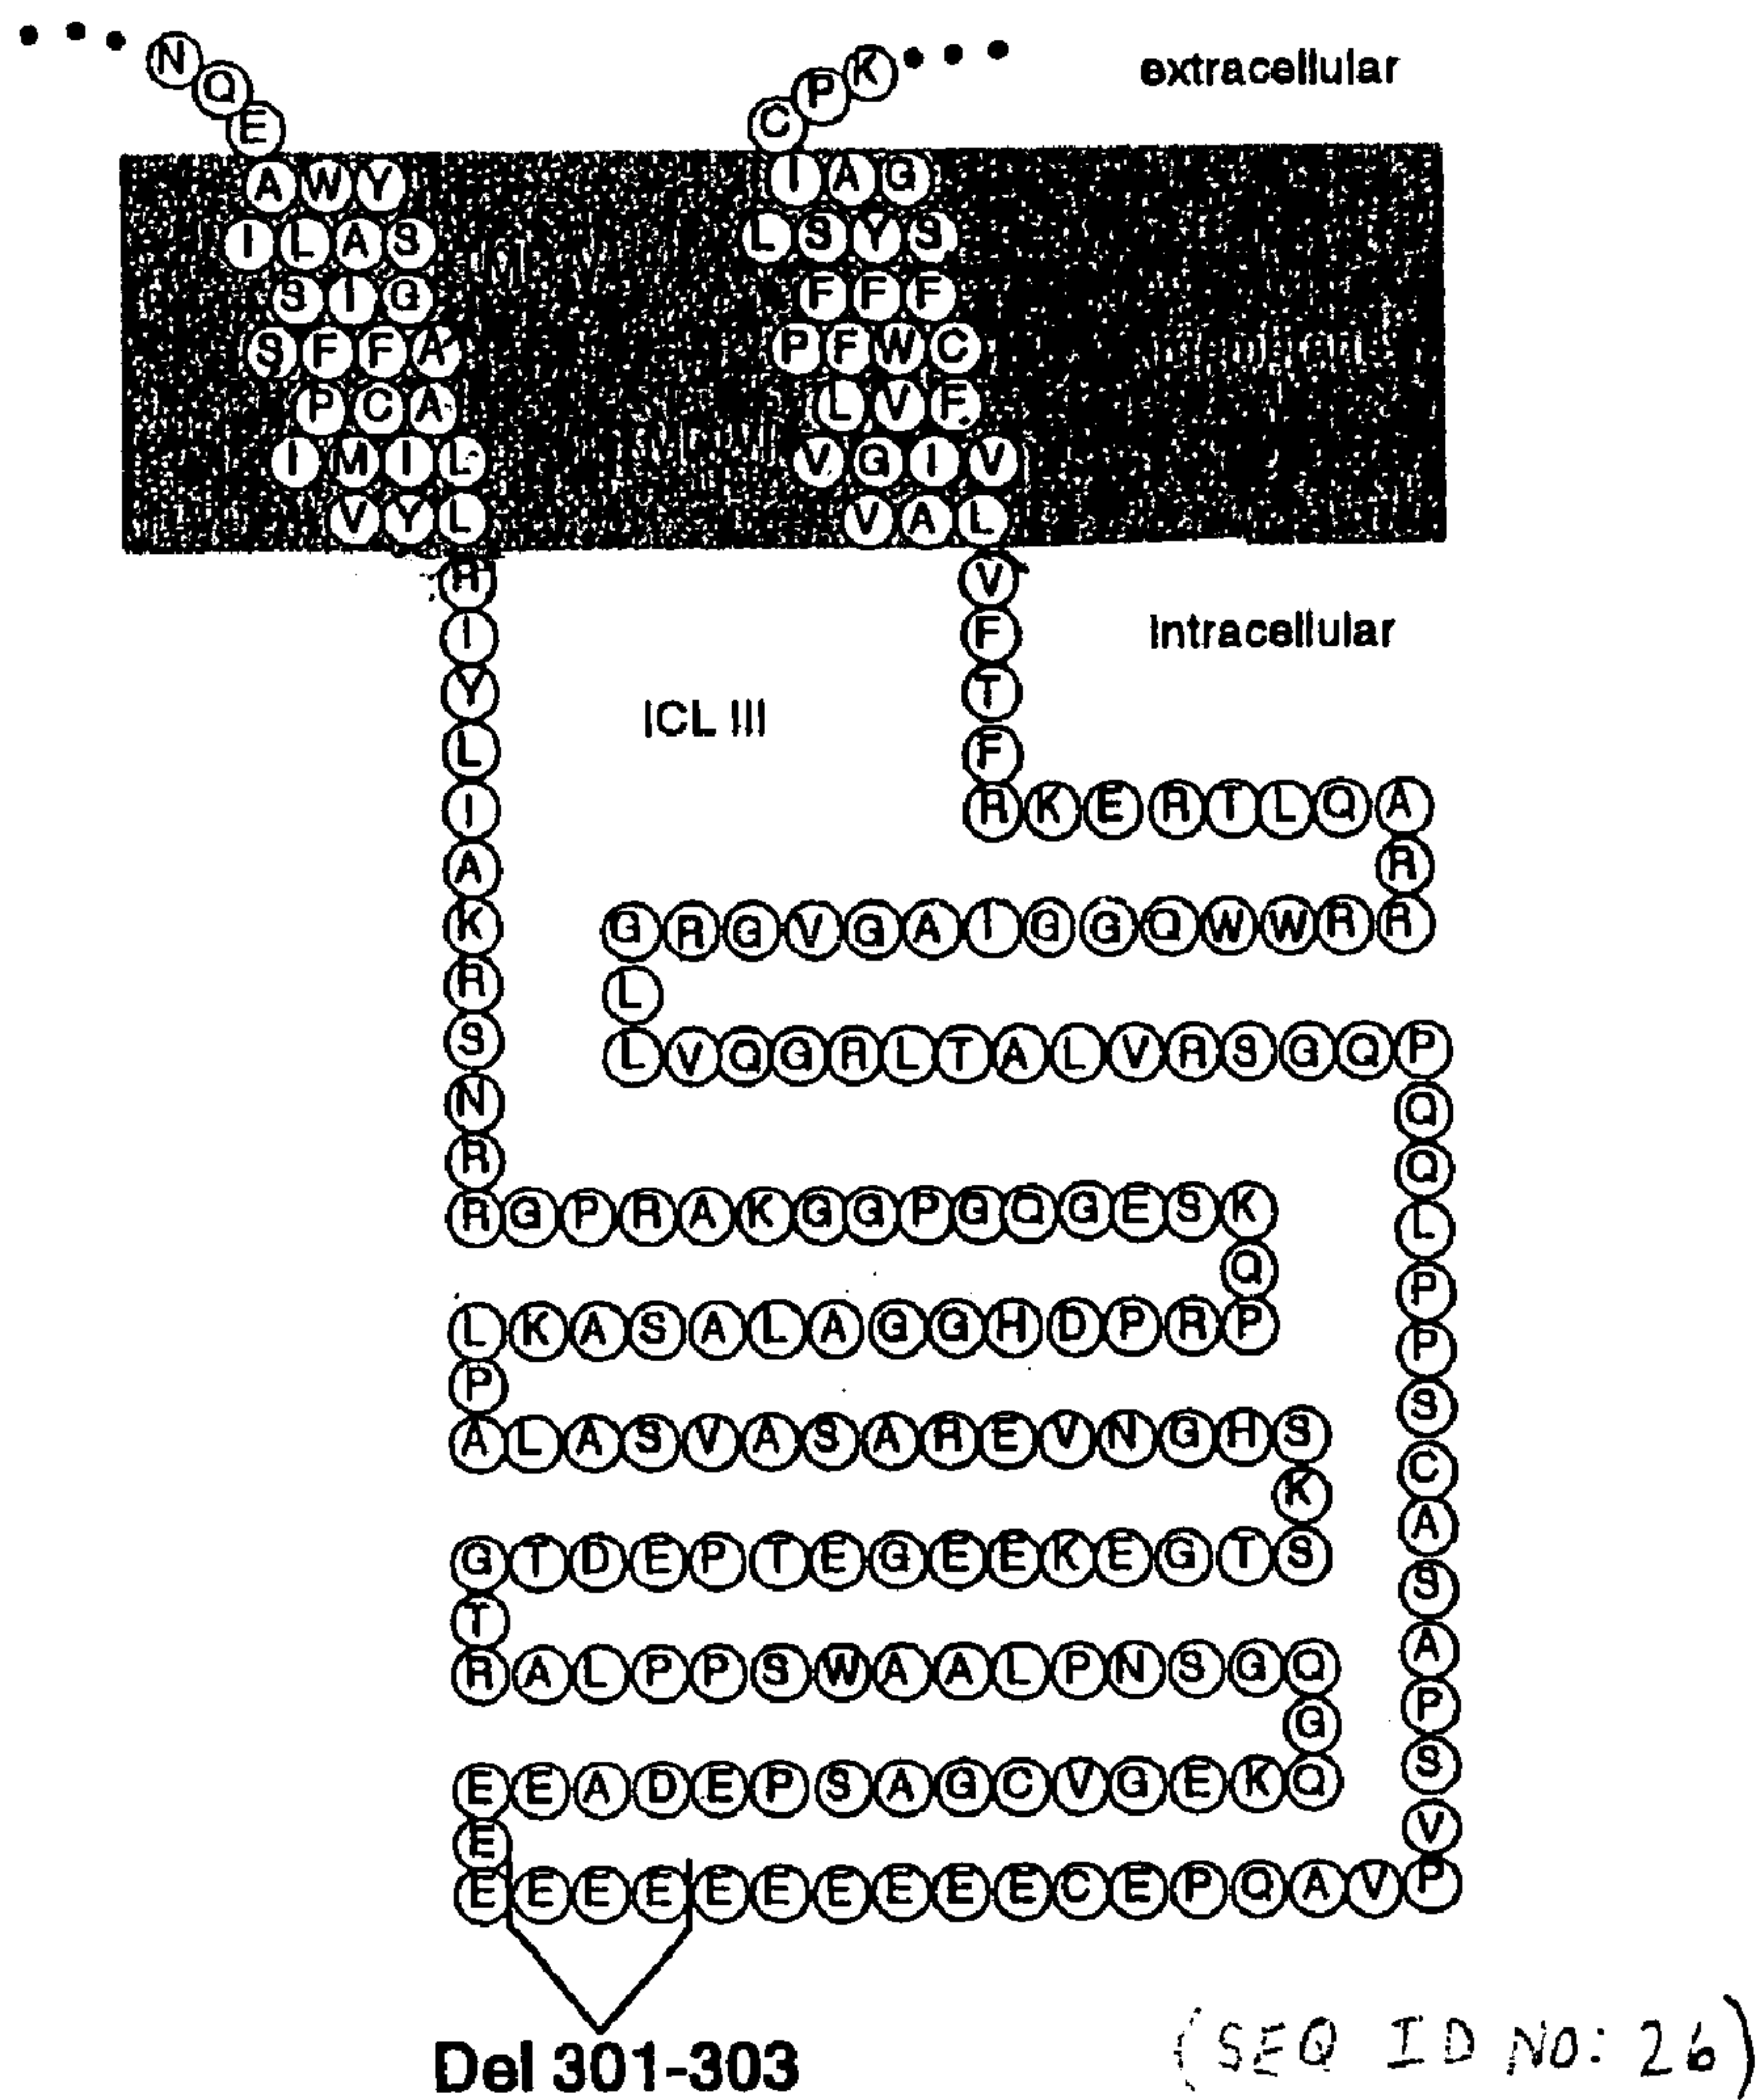 N Q E
C P K
extracellular
A W Y
I A G
I L A S
L S Y S
S I G
F F F
S F F A
P F W C
P C A
L V F
I M I L
V G I V
V Y L
V A L
R I Y L I A K R S N R
V F T F
Intracellular
ICL III
R K E R T L Q A
R
G R G V G A I G G Q W W R R
L
L V Q G R L T A L V R S G Q P
Q Q L P P S C A S A P S V
R G P R A K G G P G Q G E S K
Q
L K A S A L A G G H D P R P
P
A L A S V A S A R E V N G H S
K
G T D E P T E G E E K E G T S
T
R A L P P S W A A L P N S G Q
G
E E A D E P S A G C V G E K Q
E
E E E E E E E E E E C E P Q A V P
Del 301-303
(SEQ ID NO: 26)